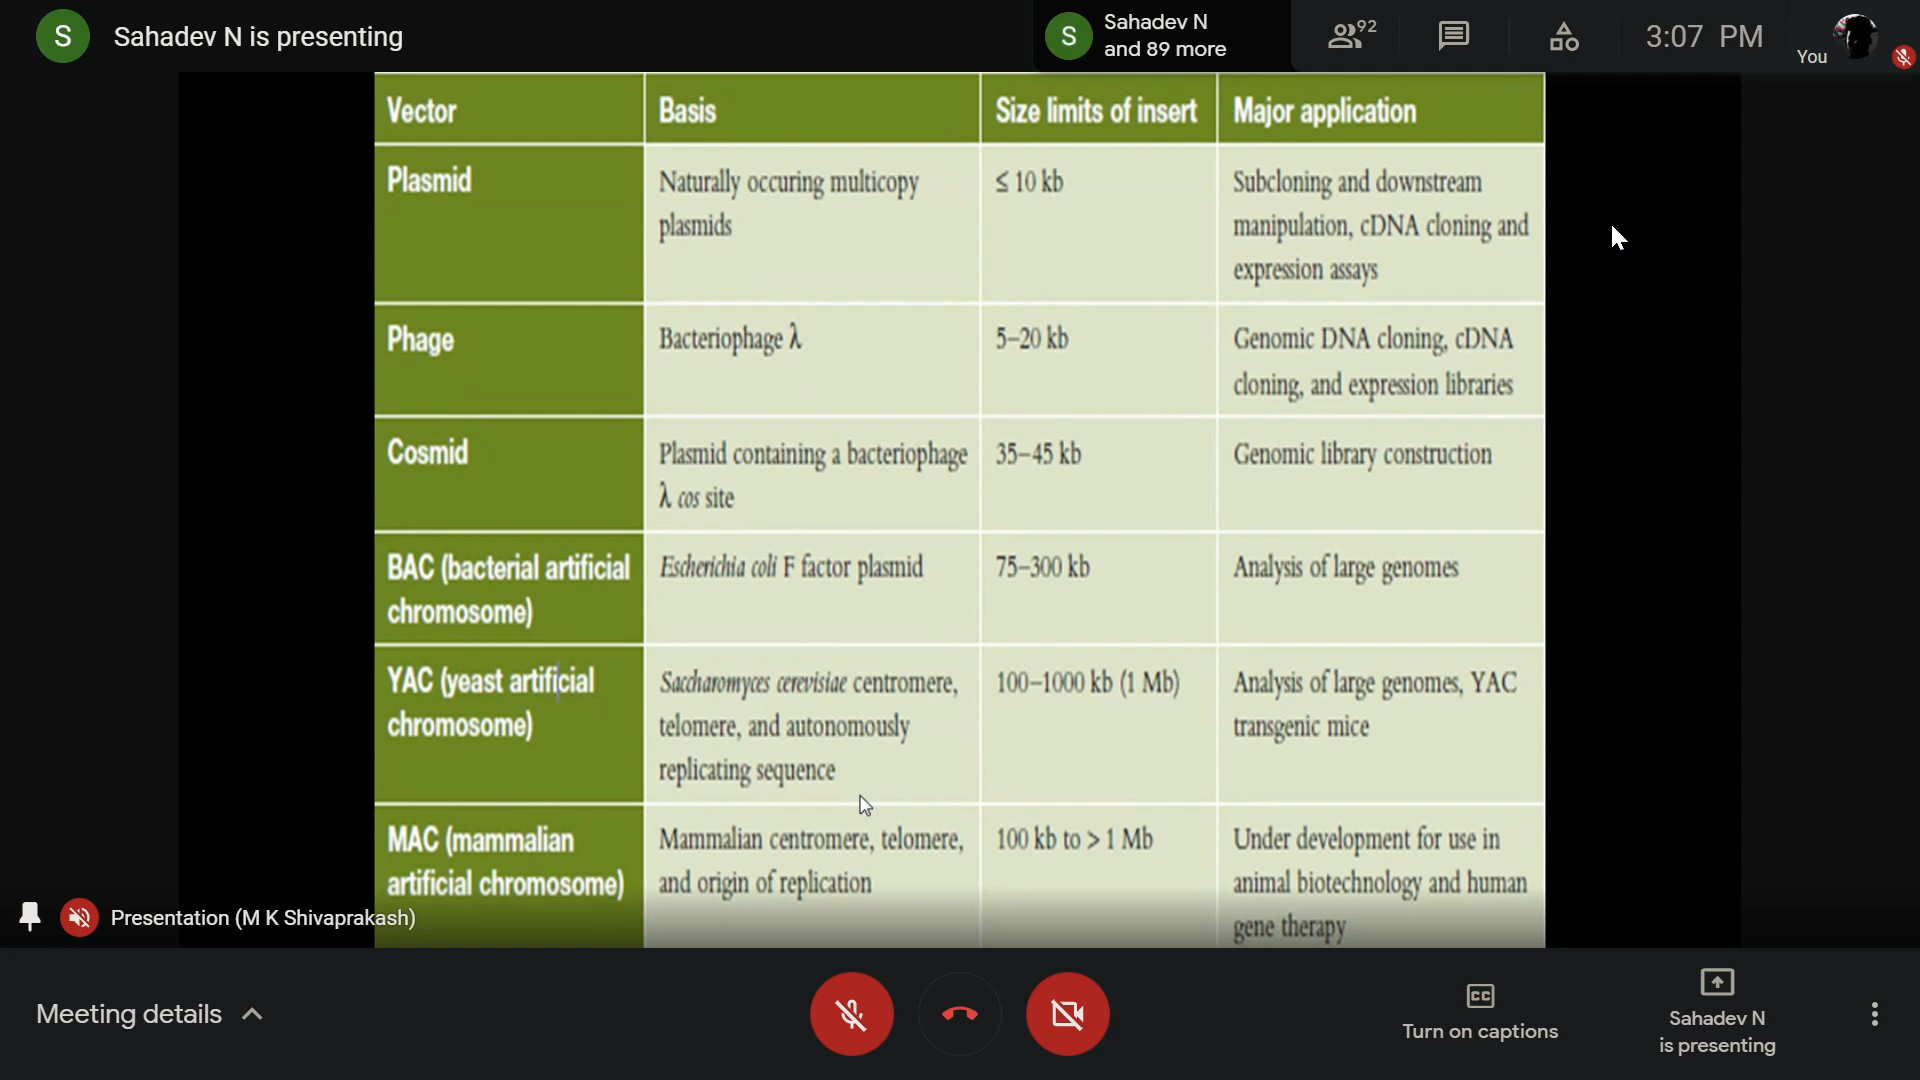 S Sahadev N is presenting
S Sahadev N
and 89 more
92
3:07 PM
You
Vector Basis Size limits of insert Major application
Plasmid Naturally occuring multicopy ≤ 10 kb Subcloning and downstream
plasmids manipulation, cDNA cloning and
expression assays
Phage Bacteriophage λ 5–20 kb Genomic DNA cloning, cDNA
cloning, and expression libraries
Cosmid Plasmid containing a bacteriophage 35–45 kb Genomic library construction
λ cos site
BAC (bacterial artificial Escherichia coli F factor plasmid 75–300 kb Analysis of large genomes
chromosome)
YAC (yeast artificial Saccharomyces cerevisiae centromere, 100–1000 kb (1 Mb) Analysis of large genomes, YAC
chromosome) telomere, and autonomously transgenic mice
replicating sequence
MAC (mammalian Mammalian centromere, telomere, 100 kb to > 1 Mb Under development for use in
artificial chromosome) and origin of replication animal biotechnology and human
gene therapy
Presentation (M K Shivaprakash)
Meeting details
CC
Turn on captions
Sahadev N
is presenting